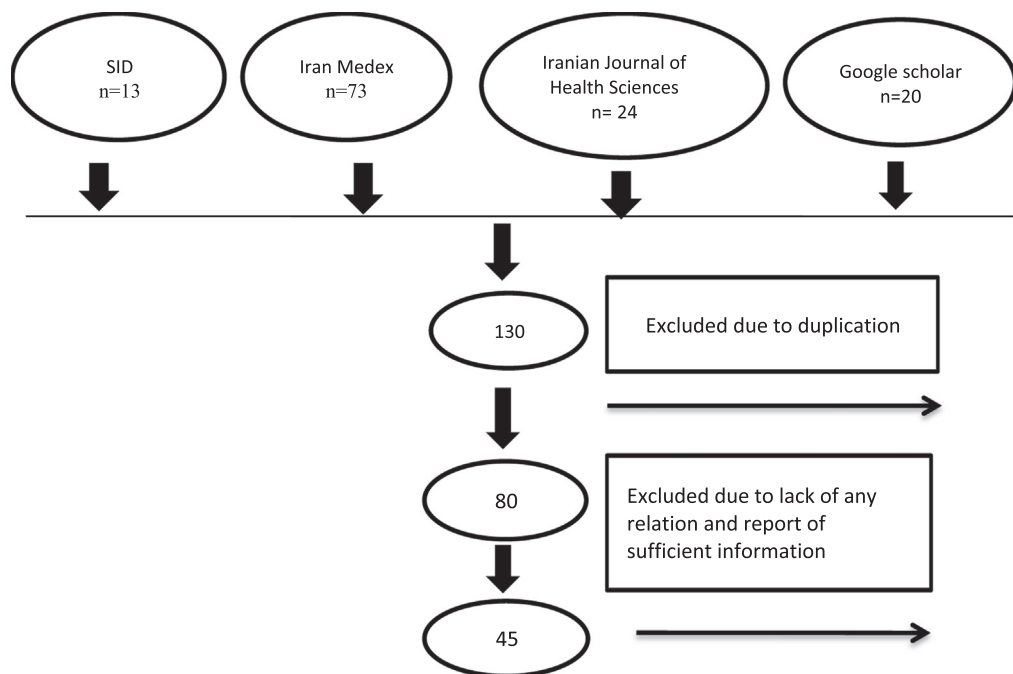 SID
n=13
Iran Medex
n=73
Iranian Journal of
Health Sciences
n= 24
Google scholar
n=20
130
Excluded due to duplication
80
Excluded due to lack of any
relation and report of
sufficient information
45